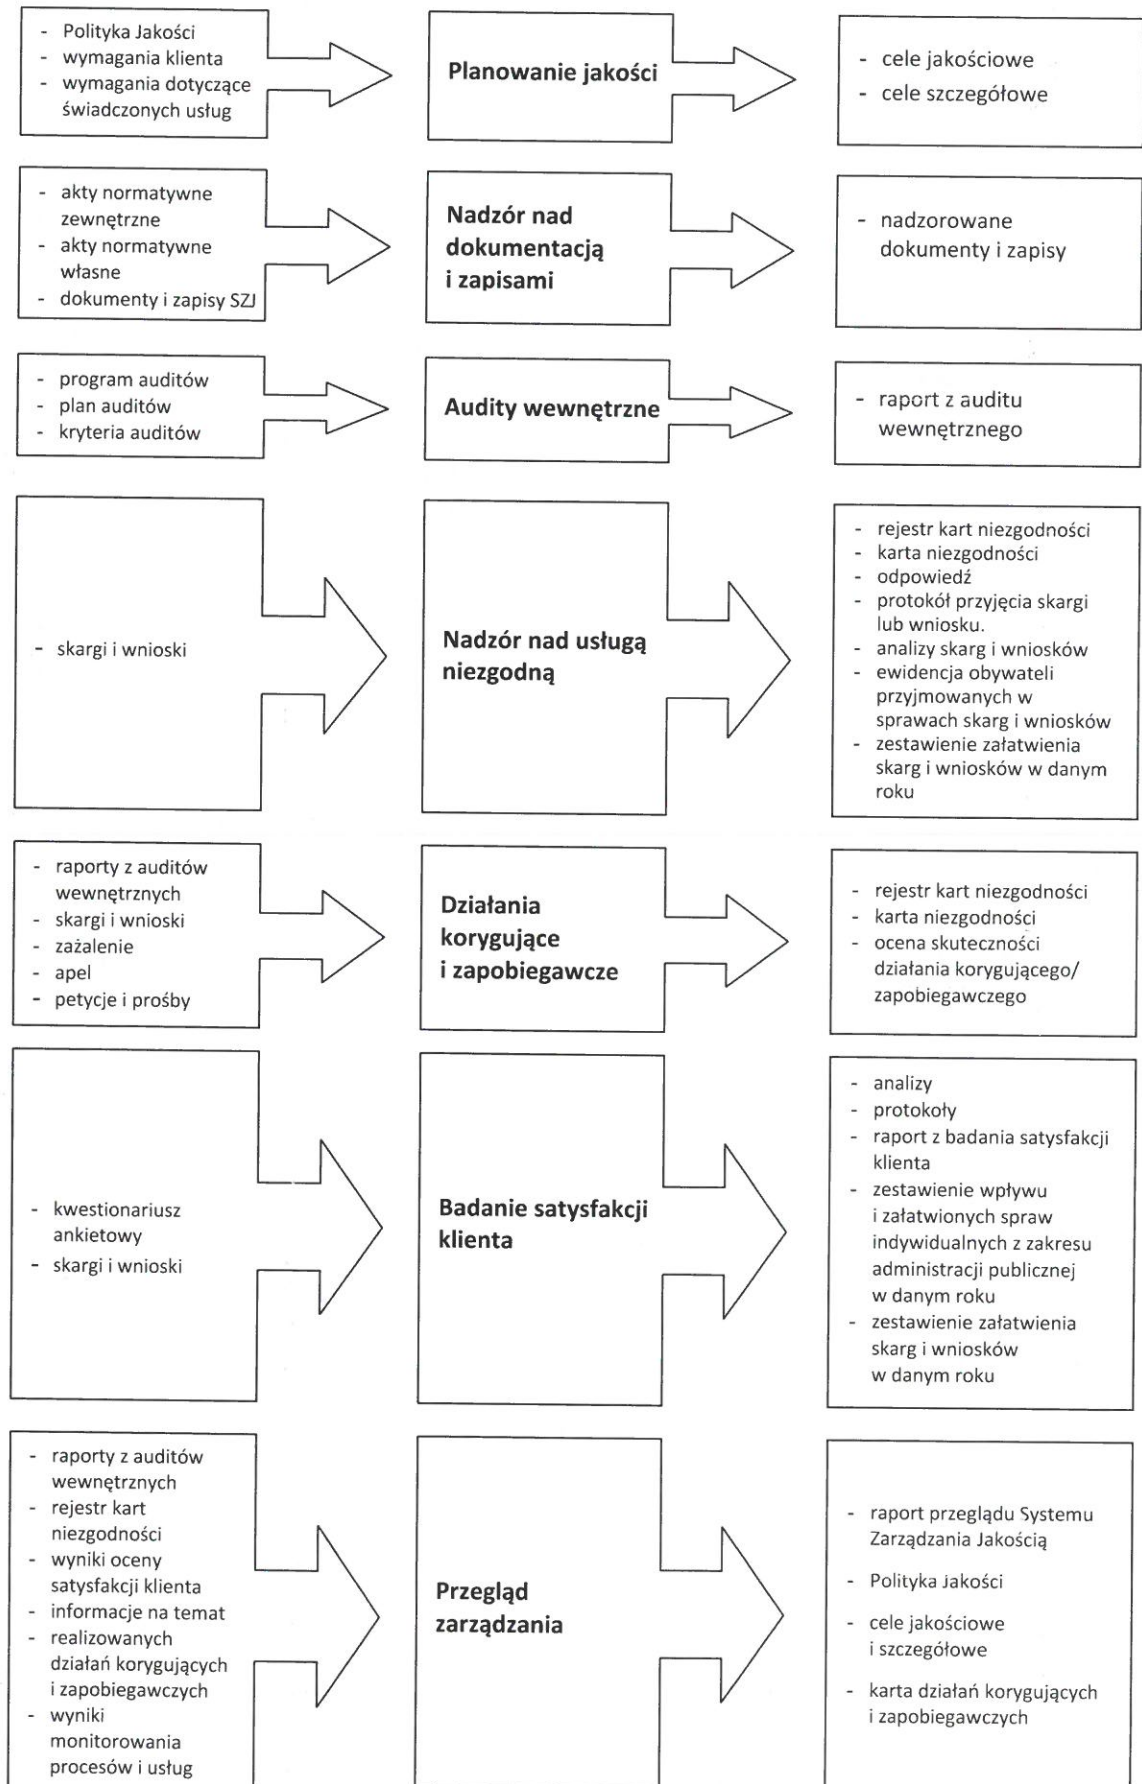 - Polityka Jakości
- wymagania klienta
- wymagania dotyczące
świadczonych usług
Planowanie jakości
- cele jakościowe
- cele szczegółowe
- akty normatywne
zewnętrzne
- akty normatywne
własne
- dokumenty i zapisy SZJ
Nadzór nad
dokumentacją
i zapisami
- nadzorowane
dokumenty i zapisy
- program auditów
- plan auditów
- kryteria auditów
Audity wewnętrzne
- raport z auditu
wewnętrznego
- skargi i wnioski
Nadzór nad usługą
niezgodną
- rejestr kart niezgodności
- karta niezgodności
- odpowiedź
- protokół przyjęcia skargi
lub wniosku.
- analizy skarg i wniosków
- ewidencja obywateli
przyjmowanych w
sprawach skarg i wniosków
- zestawienie załatwienia
skarg i wniosków w danym
roku
- raporty z auditów
wewnętrznych
- skargi i wnioski
- zażalenie
- apel
- petycje i prośby
Działania
korygujące
i zapobiegawcze
- rejestr kart niezgodności
- karta niezgodności
- ocena skuteczności
działania korygującego/
zapobiegawczego
- kwestionariusz
ankietowy
- skargi i wnioski
Badanie satysfakcji
klienta
- analizy
- protokoły
- raport z badania satysfakcji
klienta
- zestawienie wpływu
i załatwionych spraw
indywidualnych z zakresu
administracji publicznej
w danym roku
- zestawienie załatwienia
skarg i wniosków
w danym roku
- raporty z auditów
wewnętrznych
- rejestr kart
niezgodności
- wyniki oceny
satysfakcji klienta
- informacje na temat
- realizowanych
działań korygujących
i zapobiegawczych
- wyniki
monitorowania
procesów i usług
Przegląd
zarządzania
- raport przeglądu Systemu
Zarządzania Jakością
- Polityka Jakości
- cele jakościowe
i szczegółowe
- karta działań korygujących
i zapobiegawczych